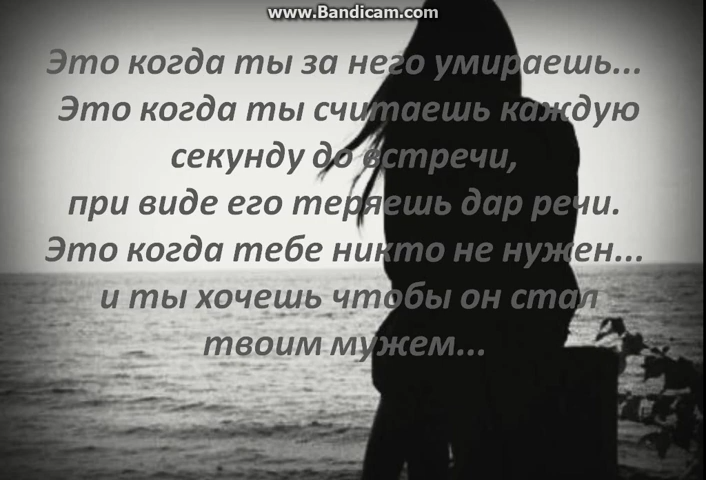 www.Bandicam.com
Это когда ты за него умираешь...
Это когда ты считаешь каждую
секунду до встречи,
при виде его теряешь дар речи.
Это когда тебе никто не нужен...
и ты хочешь чтобы он стал
твоим мужем...